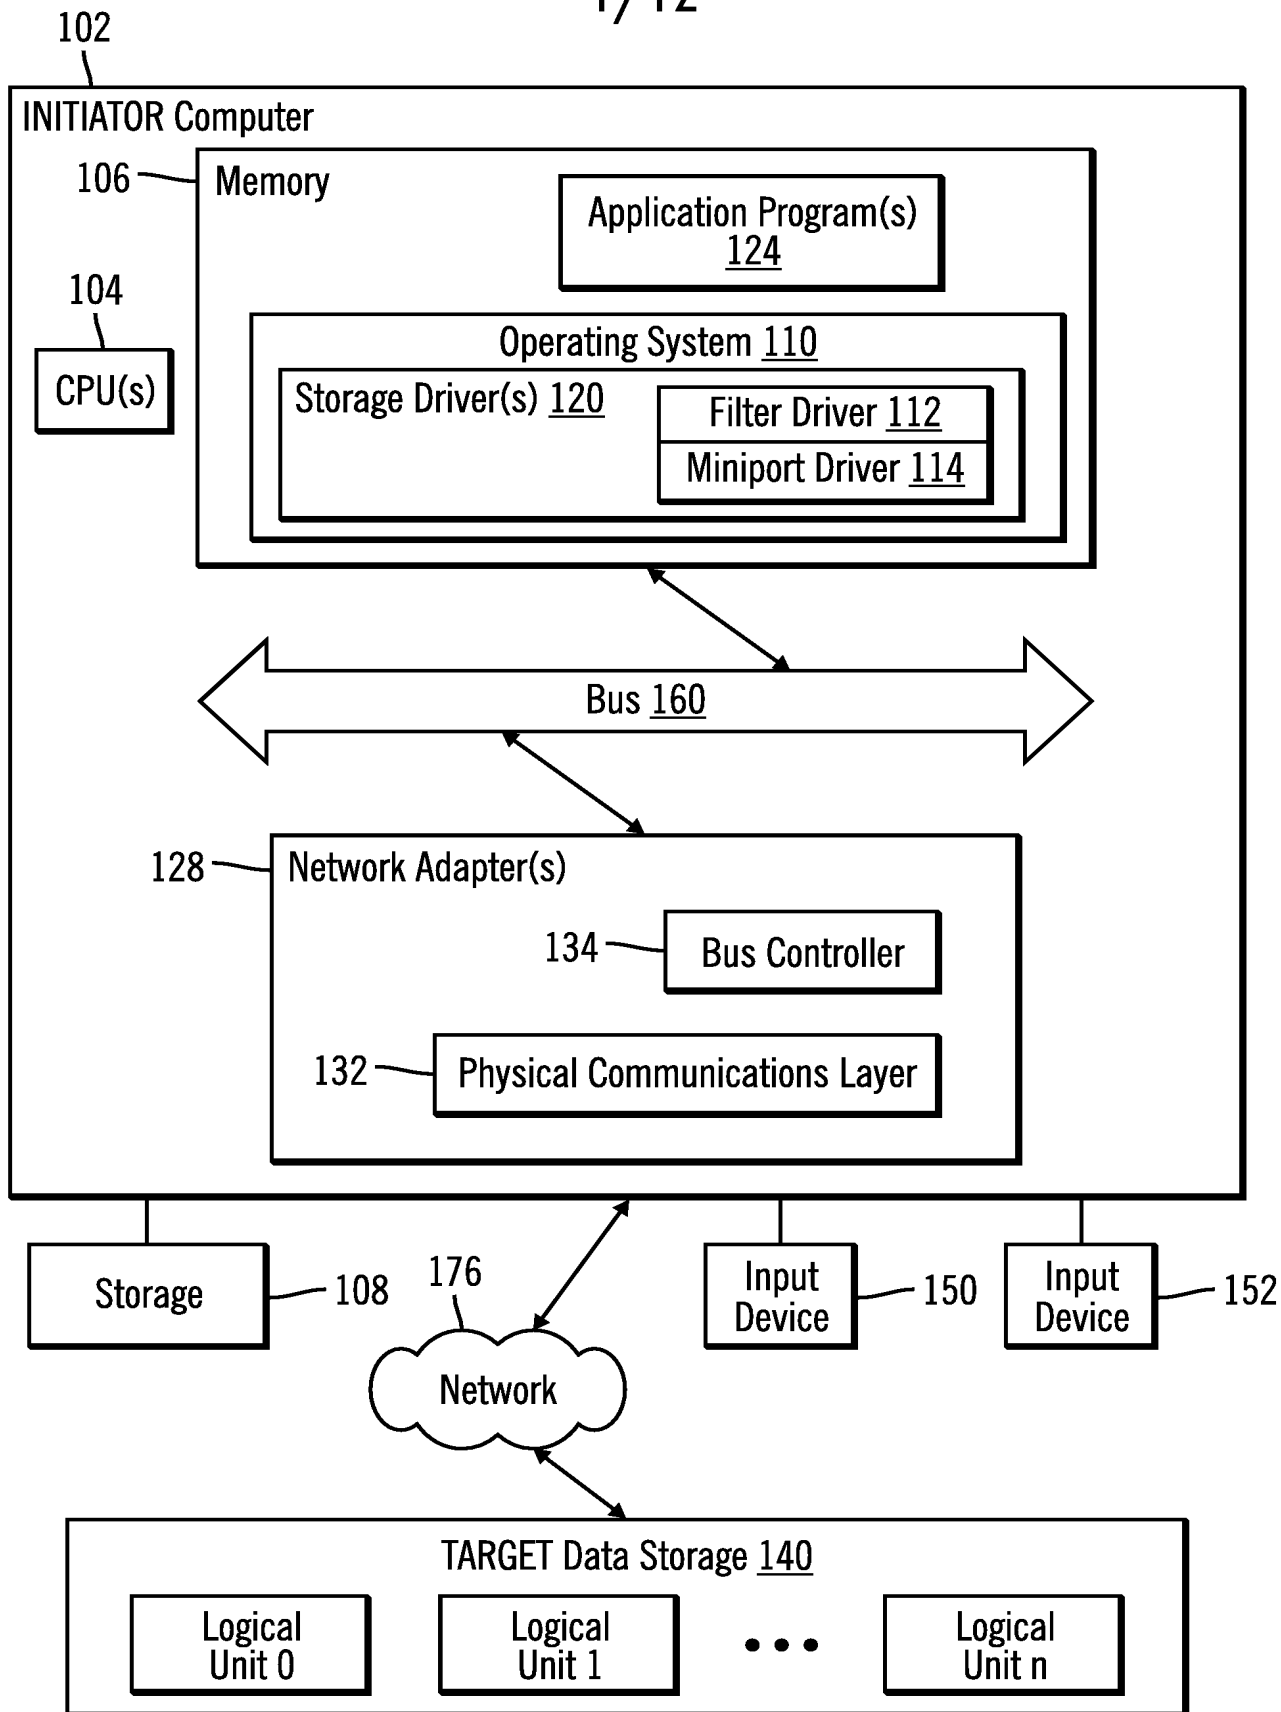 1/12
102
INITIATOR Computer
106
Memory
Application Program(s)
124
104
CPU(s)
Operating System 110
Storage Driver(s) 120
Filter Driver 112
Miniport Driver 114
Bus 160
128
Network Adapter(s)
134
Bus Controller
132
Physical Communications Layer
Storage
108
176
Network
Input
Device
150
Input
Device
152
TARGET Data Storage 140
Logical
Unit 0
Logical
Unit 1
• • •
Logical
Unit n